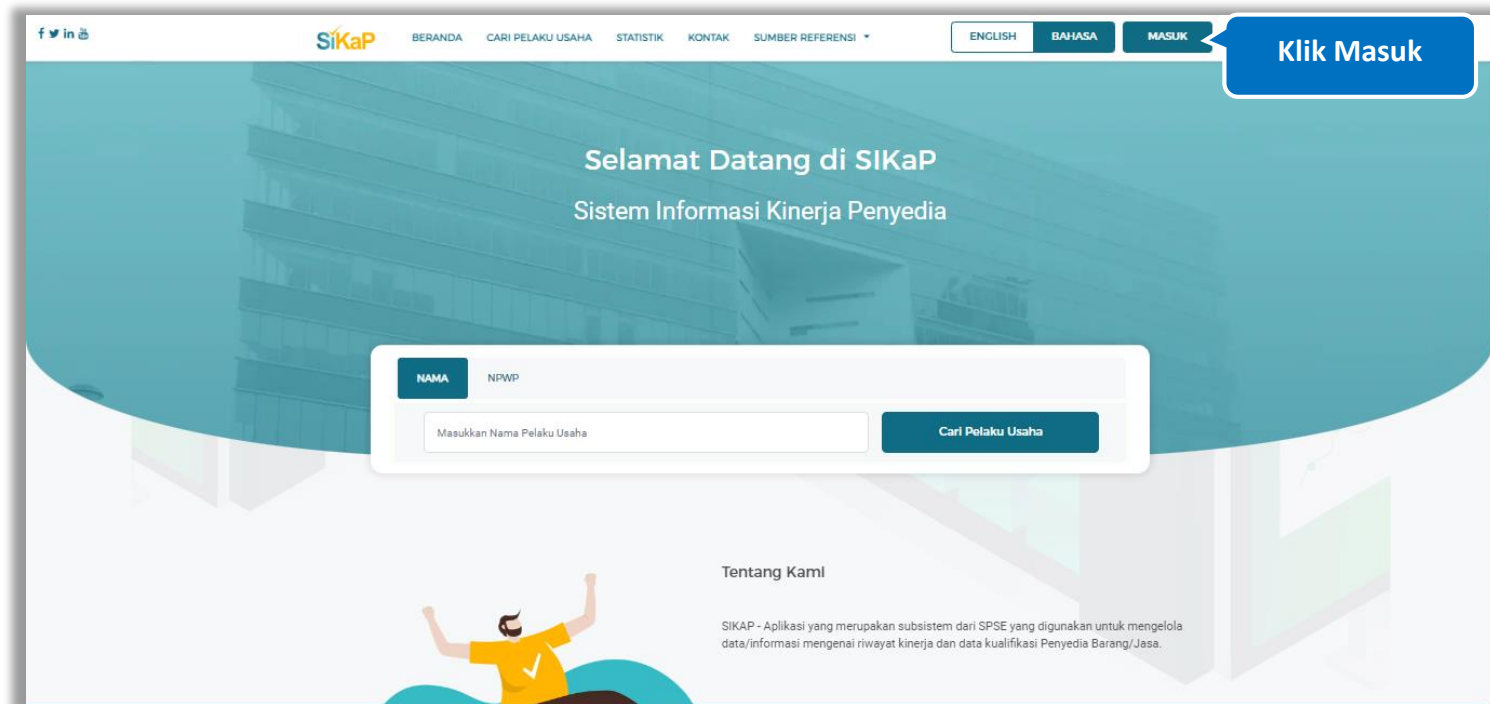 SiKaP
BERANDA CARI PELAKU USAHA STATISTIK KONTAK SUMBER REFERENSI
ENGLISH BAHASA MASUK
Klik Masuk
Selamat Datang di SIKaP
Sistem Informasi Kinerja Penyedia
NAMA NPWP
Masukkan Nama Pelaku Usaha
Cari Pelaku Usaha
Tentang Kami
SIKAP - Aplikasi yang merupakan subsistem dari SPSE yang digunakan untuk mengelola
data/informasi mengenai riwayat kinerja dan data kualifikasi Penyedia Barang/Jasa.